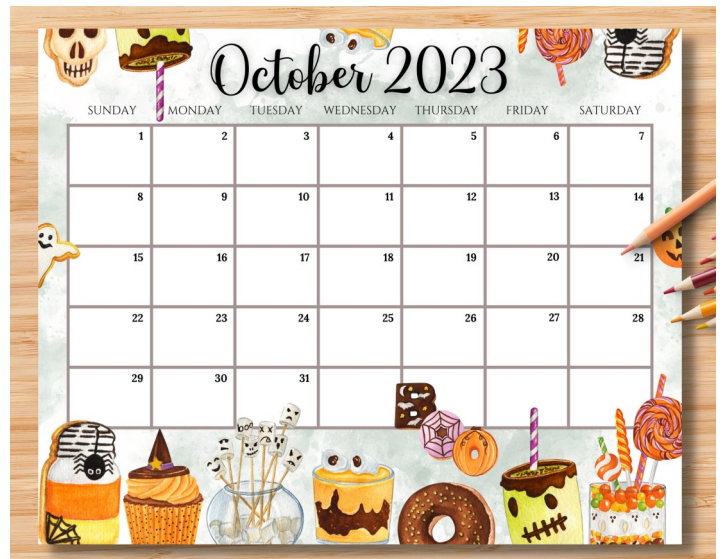 October 2023
SUNDAY MONDAY TUESDAY WEDNESDAY THURSDAY FRIDAY SATURDAY
1 2 3 4 5 6 7
8 9 10 11 12 13 14
15 16 17 18 19 20 21
22 23 24 25 26 27 28
29 30 31
B
boo